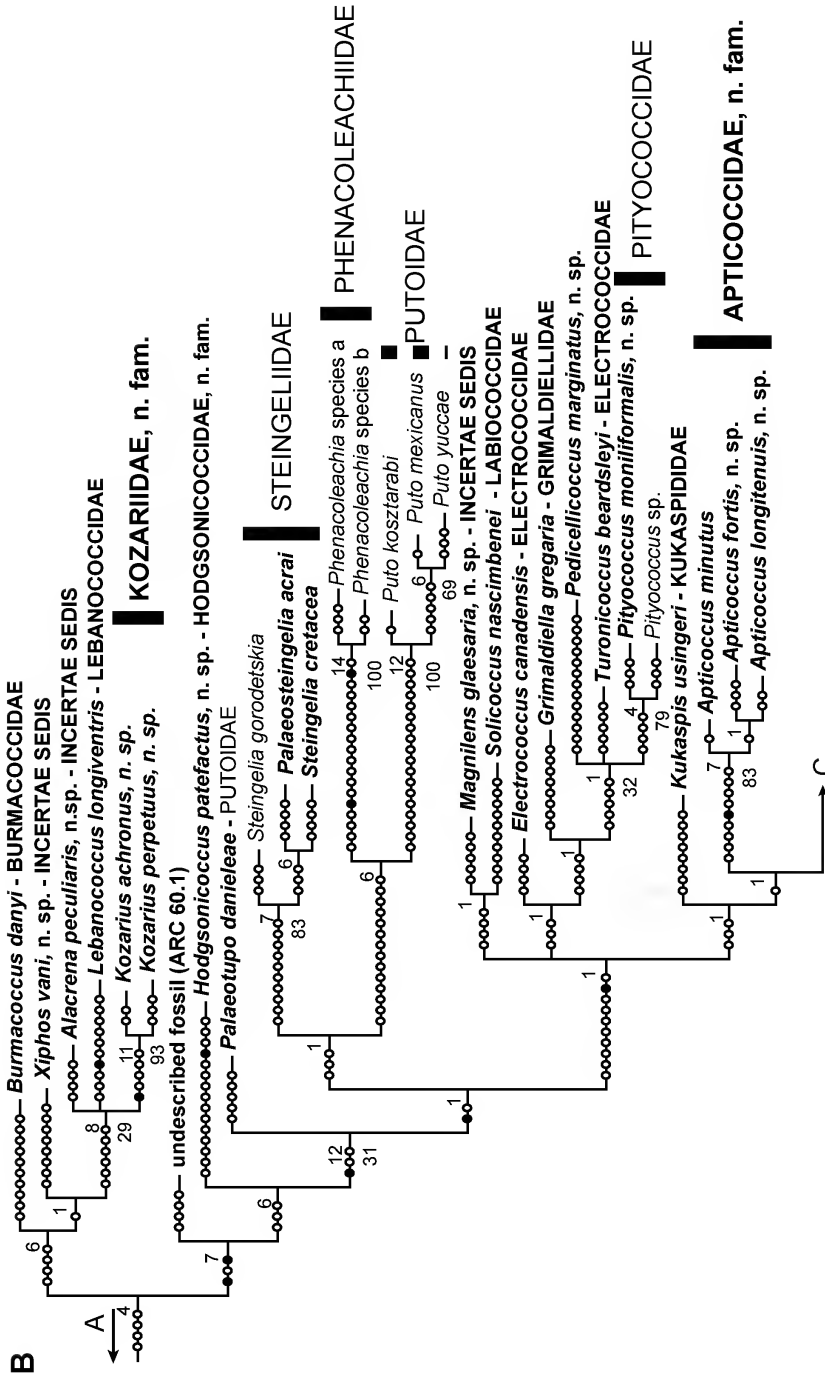 B
A
4
6
Burmacoccus danyi - BURMACOCCIDAE
1
Xiphos vani, n. sp. - INCERTAE SEDIS
8
29
Alacrena peculiaris, n.sp. - INCERTAE SEDIS
Lebanococcus longiventris - LEBANOCOCCIDAE
11
93
Kozarius achronus, n. sp.
Kozarius perpetuus, n. sp.
KOZARIIDAE, n. fam.
7
undescribed fossil (ARC 60.1)
6
Hodgsonicoccus patefactus, n. sp. - HODGSONICOCCIDAE, n. fam.
12
31
Palaeotupo danieleae - PUTOIDAE
1
1
7
83
Steingelia gorodetskia
6
Palaeosteingelia acrai
Steingelia cretacea
STEINGELIIDAE
6
14
100
Phenacoleachia species a
Phenacoleachia species b
PHENACOLEACHIIDAE
12
100
Puto kosztarabi
6
69
Puto mexicanus
Puto yuccae
PUTOIDAE
1
1
Magnilens glaesaria, n. sp. - INCERTAE SEDIS
Solicoccus nascimbenei - LABIOCOCCIDAE
1
Electrococcus canadensis - ELECTROCOCCIDAE
1
Grimaldiella gregaria - GRIMALDIELLIDAE
1
32
Pedicellicoccus marginatus, n. sp.
Turonicoccus beardsleyi - ELECTROCOCCIDAE
4
79
Pityococcus moniliformalis, n. sp.
Pityococcus sp.
PITYOCOCCIDAE
1
Kukaspis usingeri - KUKASPIDIDAE
1
7
83
Apticoccus minutus
1
Apticoccus fortis, n. sp.
Apticoccus longitenuis, n. sp.
APTICOCCIDAE, n. fam.
C